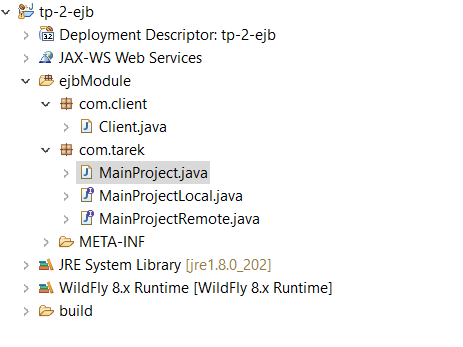 tp-2-ejb
Deployment Descriptor: tp-2-ejb
JAX-WS Web Services
ejbModule
com.client
Client.java
com.tarek
MainProject.java
MainProjectLocal.java
MainProjectRemote.java
META-INF
JRE System Library [jre1.8.0_202]
WildFly 8.x Runtime [WildFly 8.x Runtime]
build